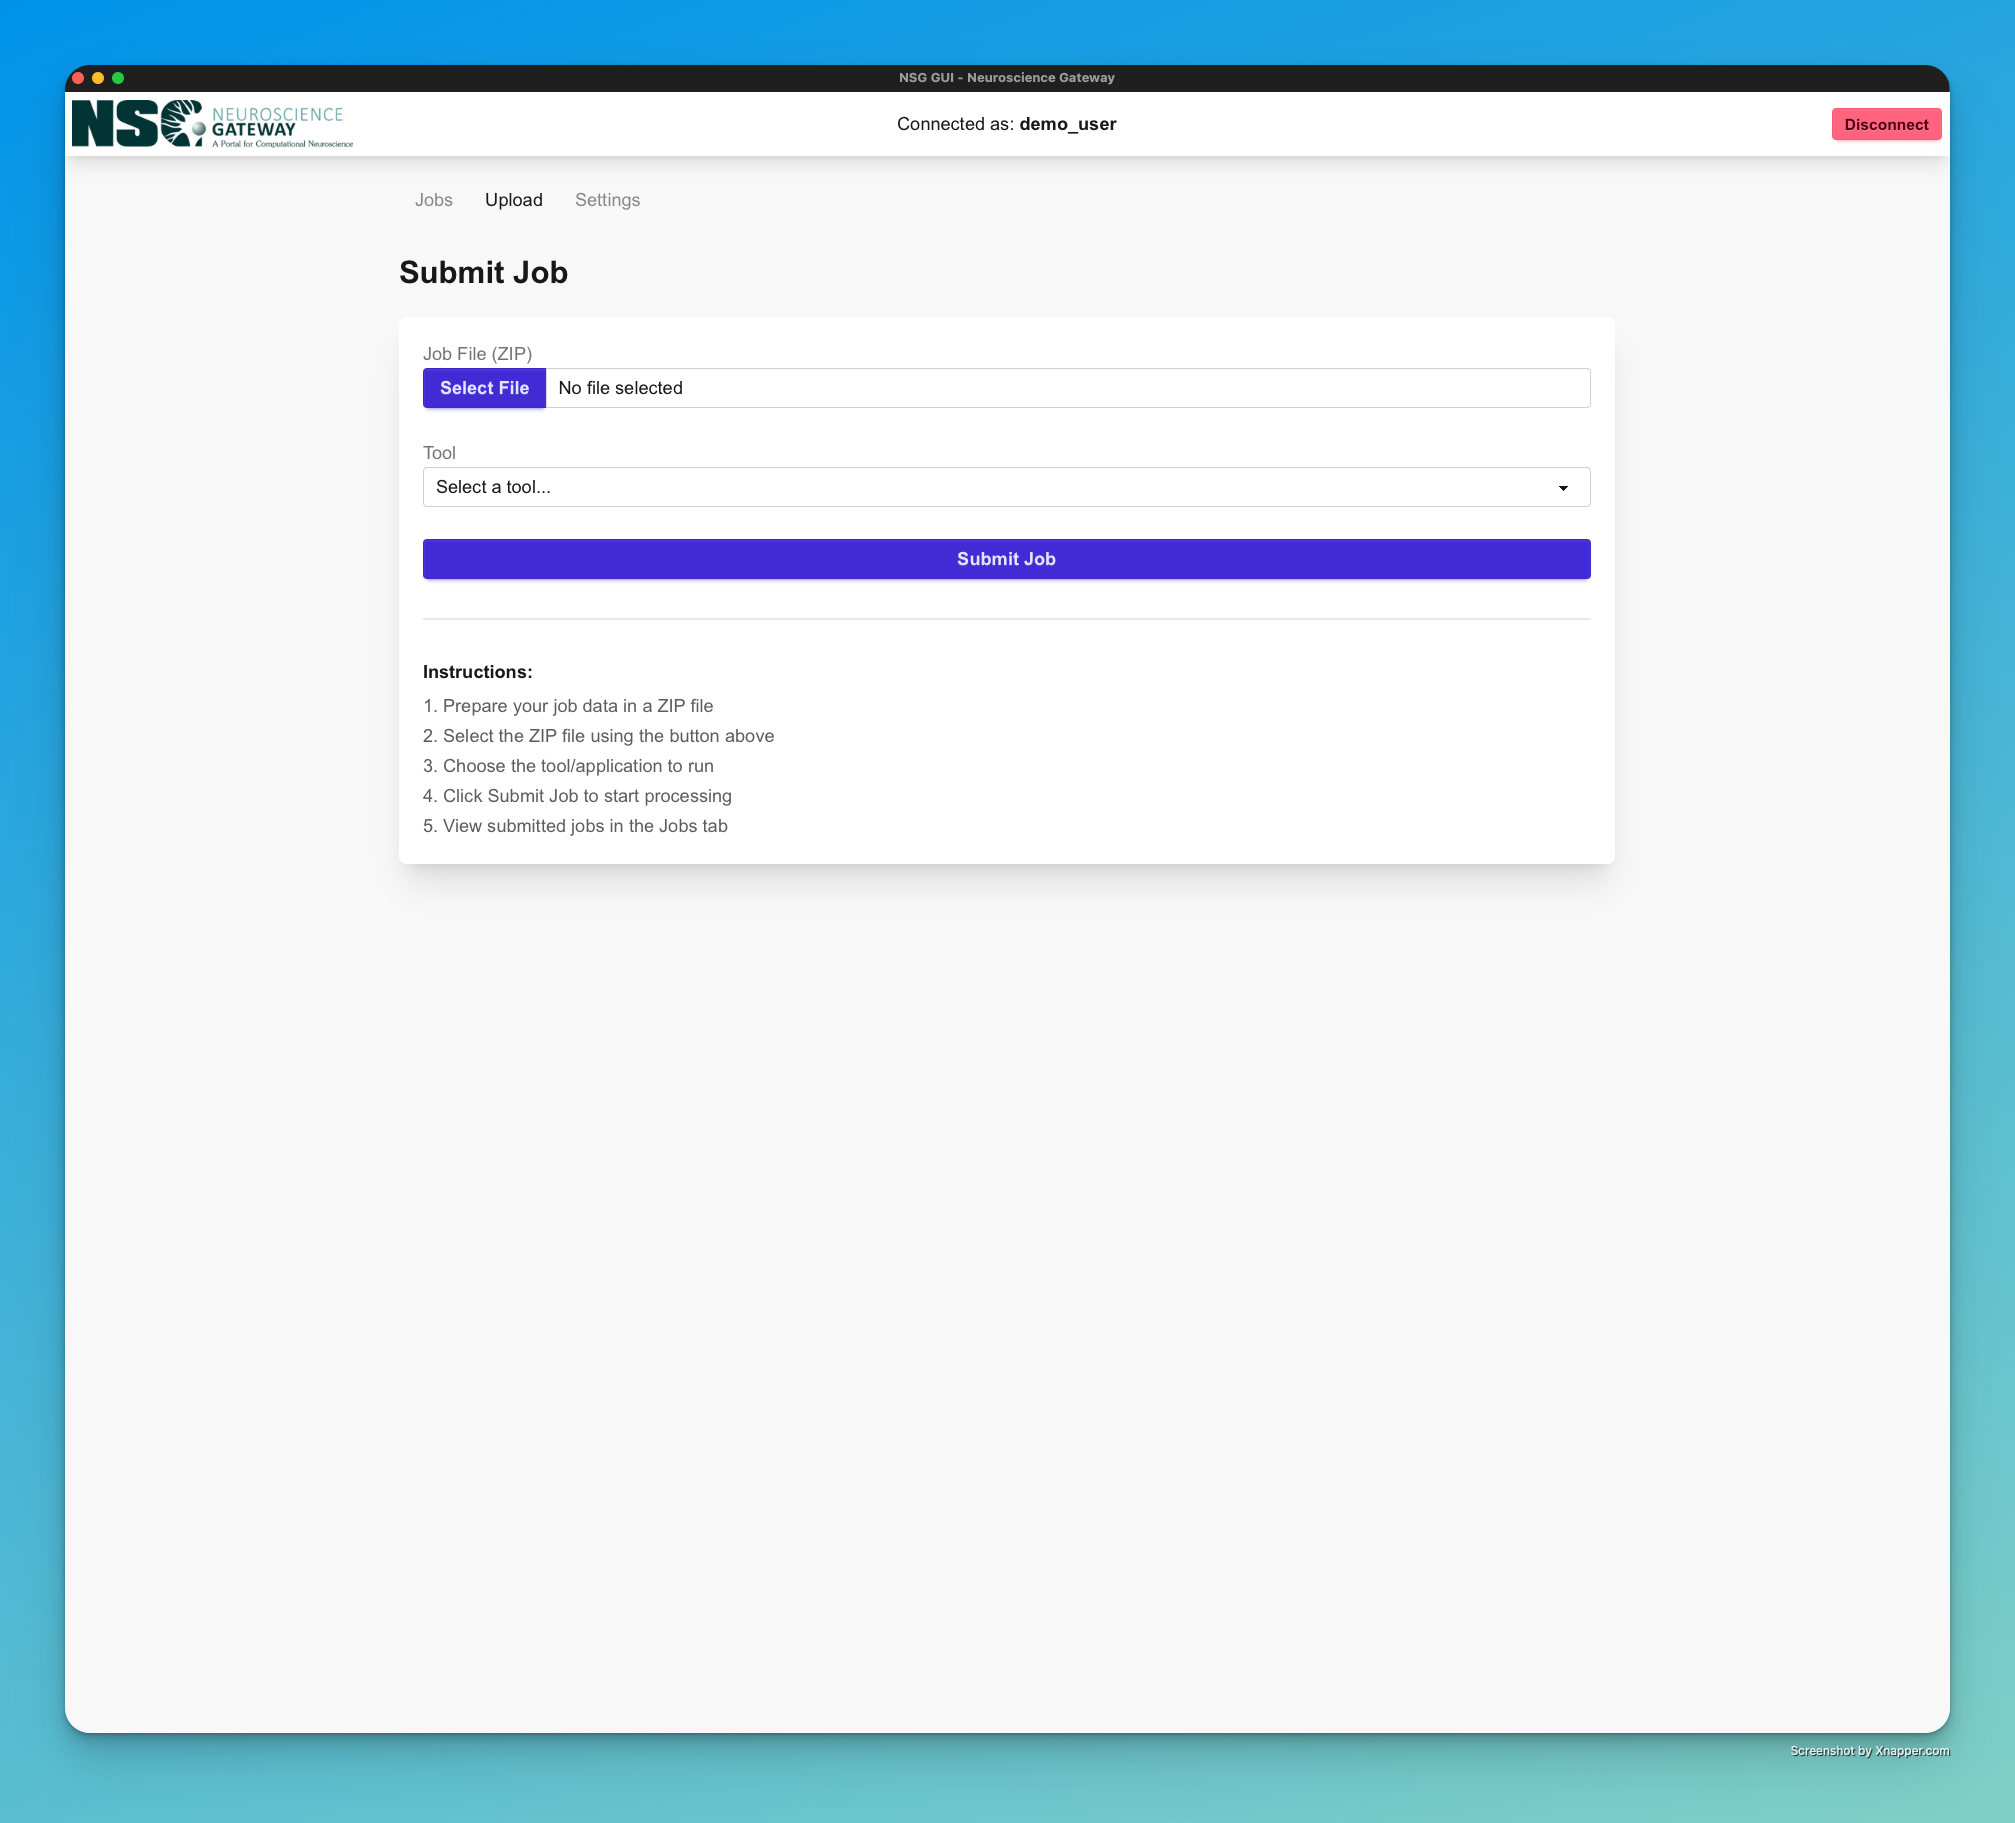 NSG GUI - Neuroscience Gateway
NSG NEUROSCIENCE
GATEWAY
A Portal for Computational Neuroscience
Connected as: demo_user
Disconnect
Jobs Upload Settings
Submit Job
Job File (ZIP)
Select File No file selected
Tool
Select a tool...
Submit Job
Instructions:
1. Prepare your job data in a ZIP file
2. Select the ZIP file using the button above
3. Choose the tool/application to run
4. Click Submit Job to start processing
5. View submitted jobs in the Jobs tab
Screenshot by Xnapper.com